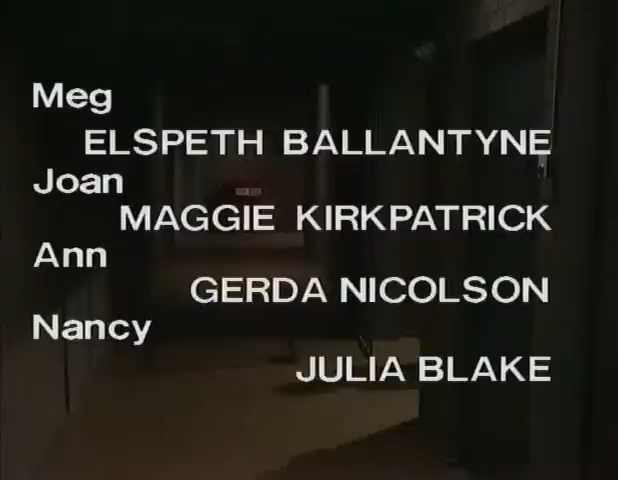 Meg
ELSPETH BALLANTYNE
Joan
MAGGIE KIRKPATRICK
Ann
GERDA NICOLSON
Nancy
JULIA BLAKE